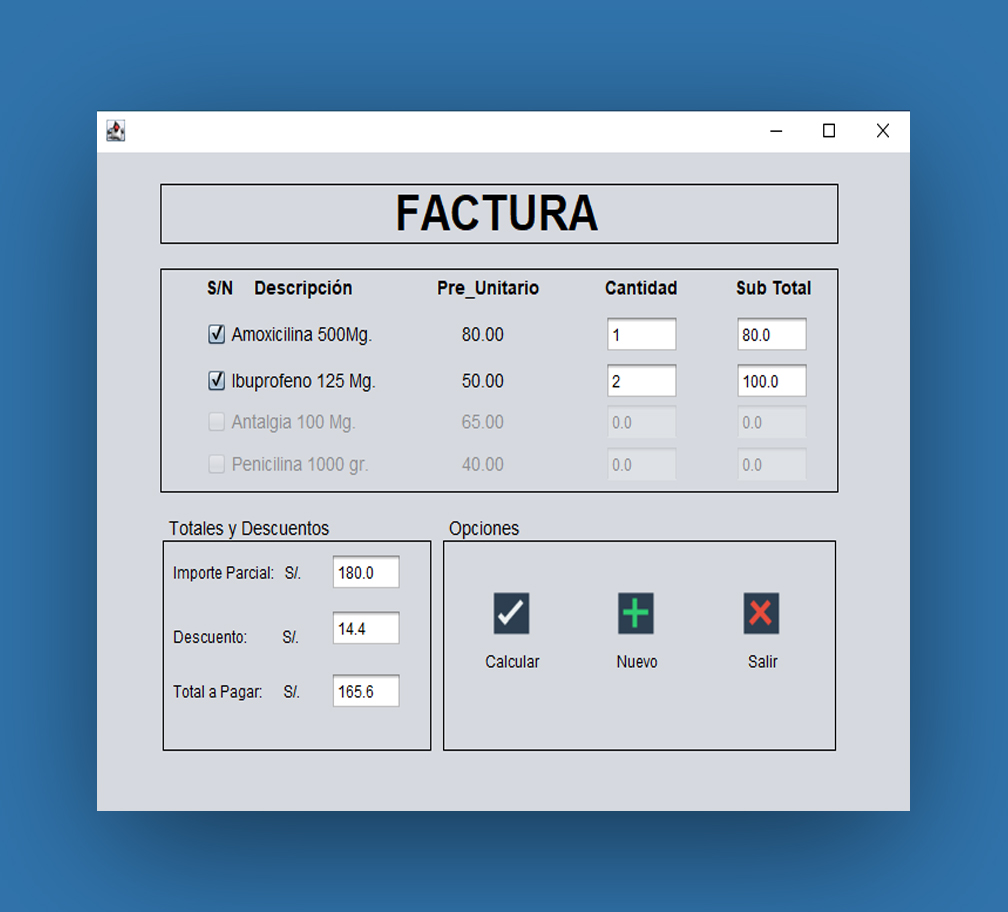 FACTURA
S/N Descripción Pre_Unitario Cantidad Sub Total
Amoxicilina 500Mg. 80.00 1 80.0
Ibuprofeno 125 Mg. 50.00 2 100.0
Antalgia 100 Mg. 65.00 0.0 0.0
Penicilina 1000 gr. 40.00 0.0 0.0
Totales y Descuentos
Importe Parcial: S/. 180.0
Descuento: S/. 14.4
Total a Pagar: S/. 165.6
Opciones
Calcular Nuevo Salir